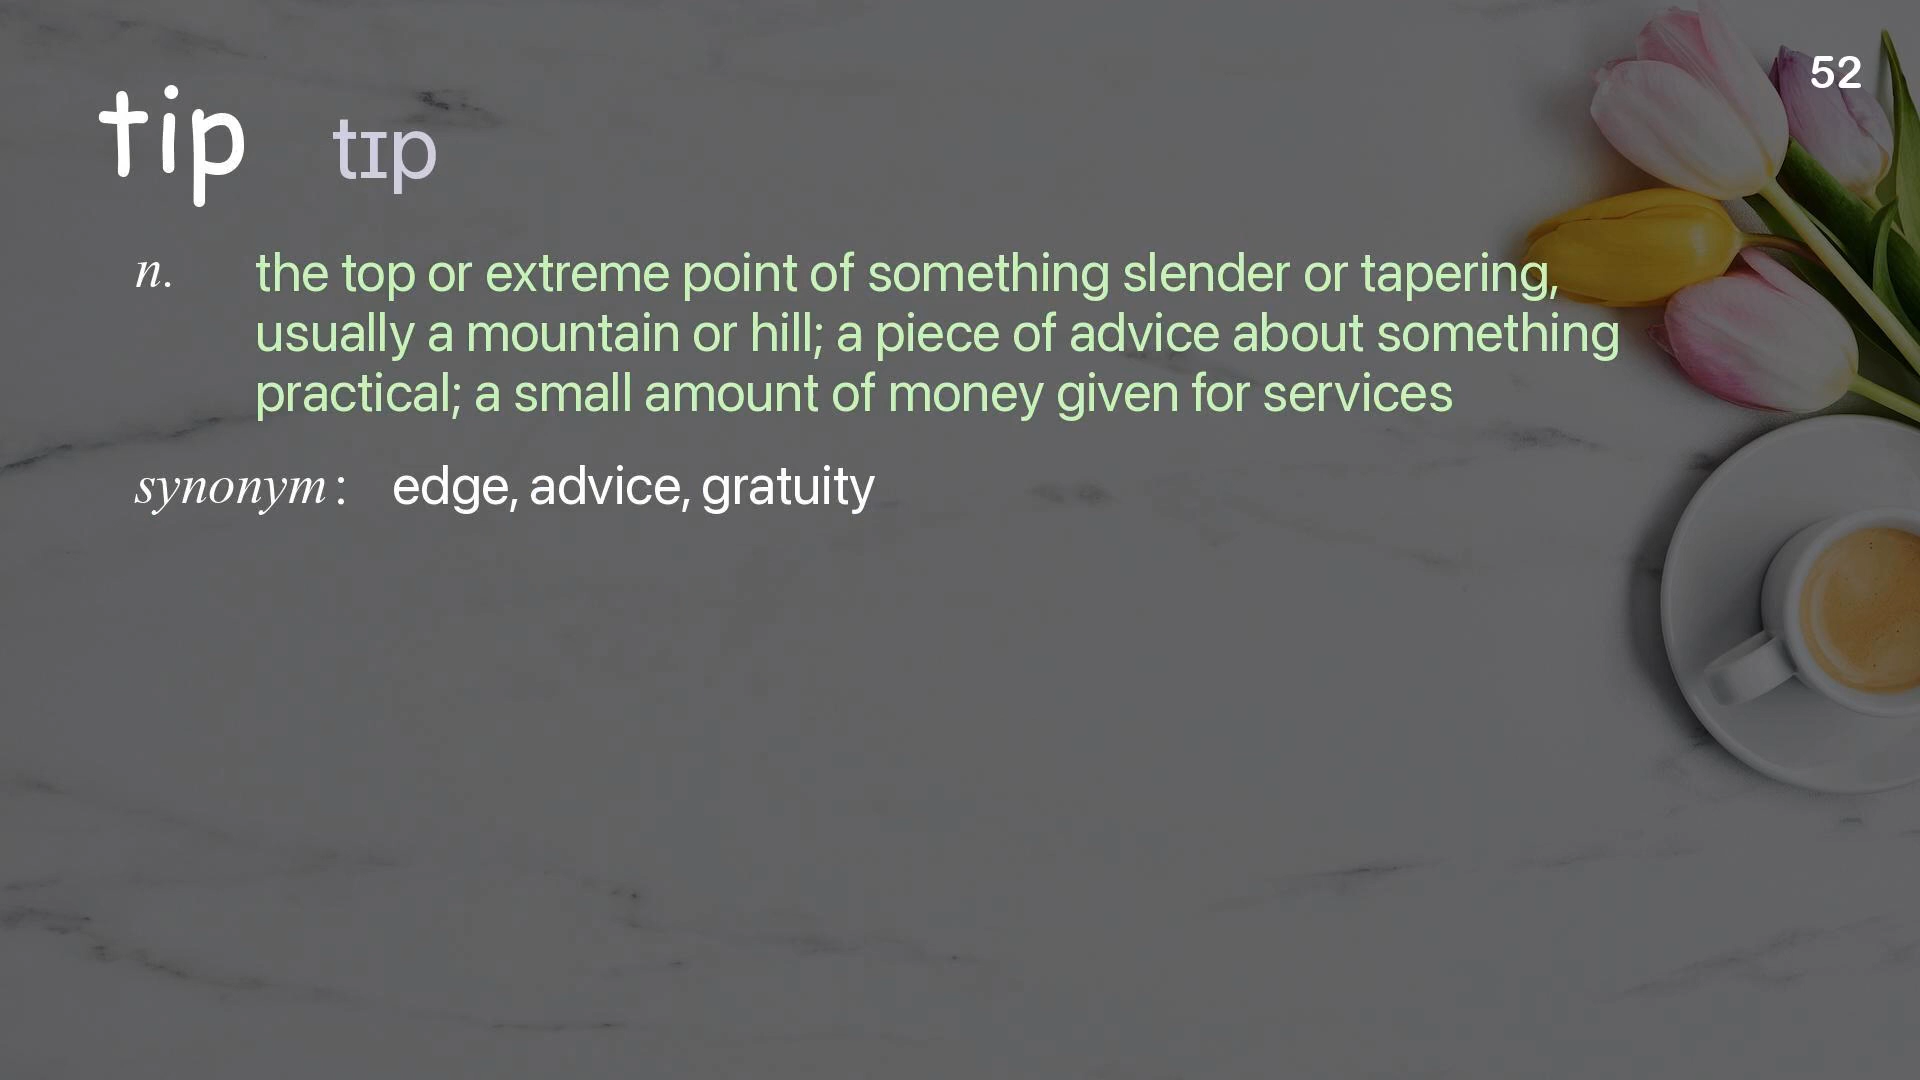 52
tip tɪp
n. the top or extreme point of something slender or tapering,
usually a mountain or hill; a piece of advice about something
practical; a small amount of money given for services
synonym : edge, advice, gratuity